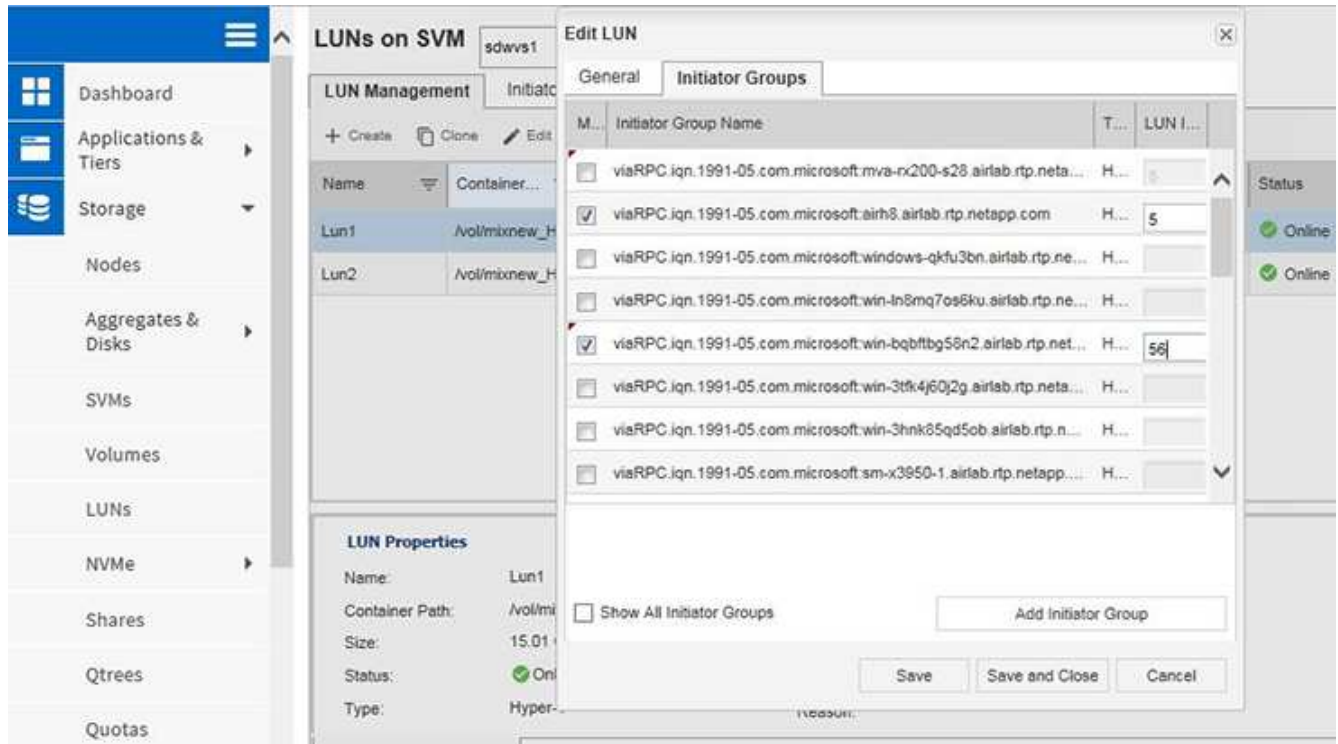 LUNs on SVM
sdwvs1
Edit LUN
General
Initiator Groups
LUN Management
Initiato
Dashboard
+ Create
Clone
Edit
M...
Initiator Group Name
T...
LUN I...
Applications &
Tiers
Name
Container...
Status
viaRPC.iqn.1991-05.com.microsoft:mva-rx200-s28.airlab.rtp.neta...
H...
Storage
Lun1
/vol/mixnew_H
viaRPC.iqn.1991-05.com.microsoft:airh8.airlab.rtp.netapp.com
H...
5
Online
Nodes
Lun2
/vol/mixnew_H
viaRPC.iqn.1991-05.com.microsoft:windows-qkfu3bn.airlab.rtp.ne...
H...
Online
viaRPC.iqn.1991-05.com.microsoft:win-ln8mq7os6ku.airlab.rtp.ne...
H...
Aggregates &
Disks
viaRPC.iqn.1991-05.com.microsoft:win-bqbftbg58n2.airlab.rtp.net...
H...
56
viaRPC.iqn.1991-05.com.microsoft:win-3tfk4j60j2g.airlab.rtp.neta...
H...
SVMs
viaRPC.iqn.1991-05.com.microsoft:win-3hnk85qd5ob.airlab.rtp.n...
H...
Volumes
viaRPC.iqn.1991-05.com.microsoft:sm-x3950-1.airlab.rtp.netapp....
H...
LUNs
LUN Properties
NVMe
Name:
Lun1
Container Path:
/vol/mi
Show All Initiator Groups
Add Initiator Group
Shares
Size:
15.01
Qtrees
Status:
Onl
Save
Save and Close
Cancel
Type:
Hyper-
Reason:
Quotas